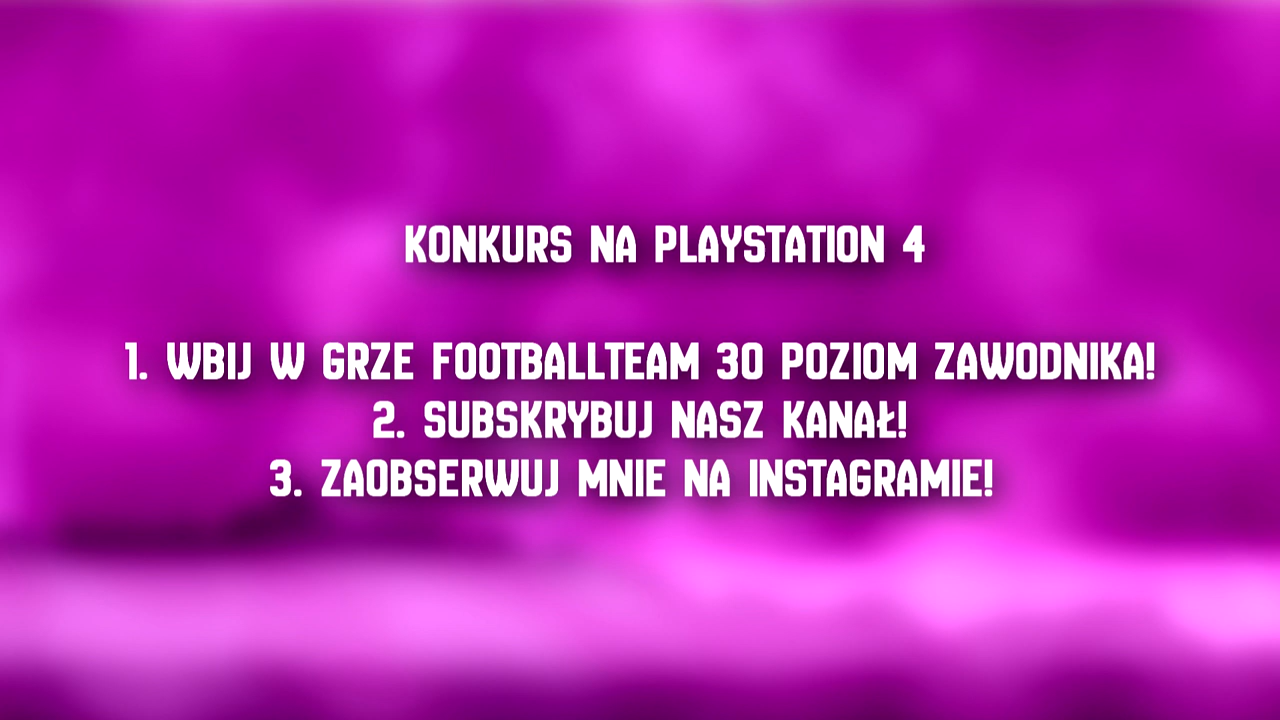 KONKURS NA PLAYSTATION 4
1. WBIJ W GRZE FOOTBALLTEAM 30 POZIOM ZAWODNIKA!
2. SUBSKRYBUJ NASZ KANAŁ!
3. ZAOBSERWUJ MNIE NA INSTAGRAMIE!